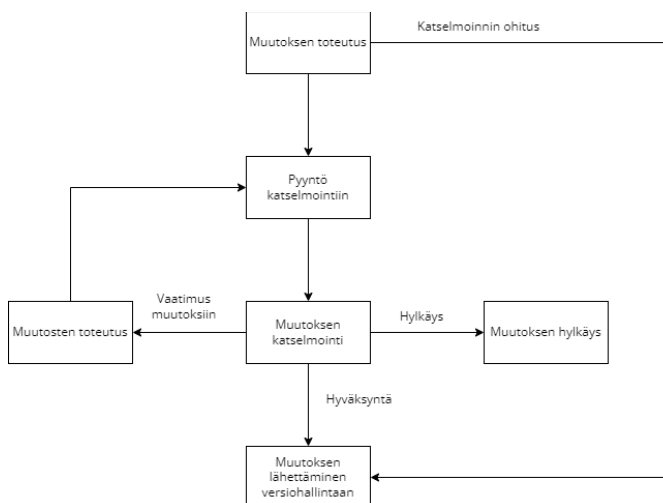 Katselmoinnin ohitus
Muutoksen toteutus
Pyyntö
katselmointiin
Vaatimus
muutoksiin
Muutosten toteutus
Muutoksen
katselmointi
Hylkäys
Muutoksen hylkäys
Hyväksyntä
Muutoksen
lähettäminen
versiohallintaan